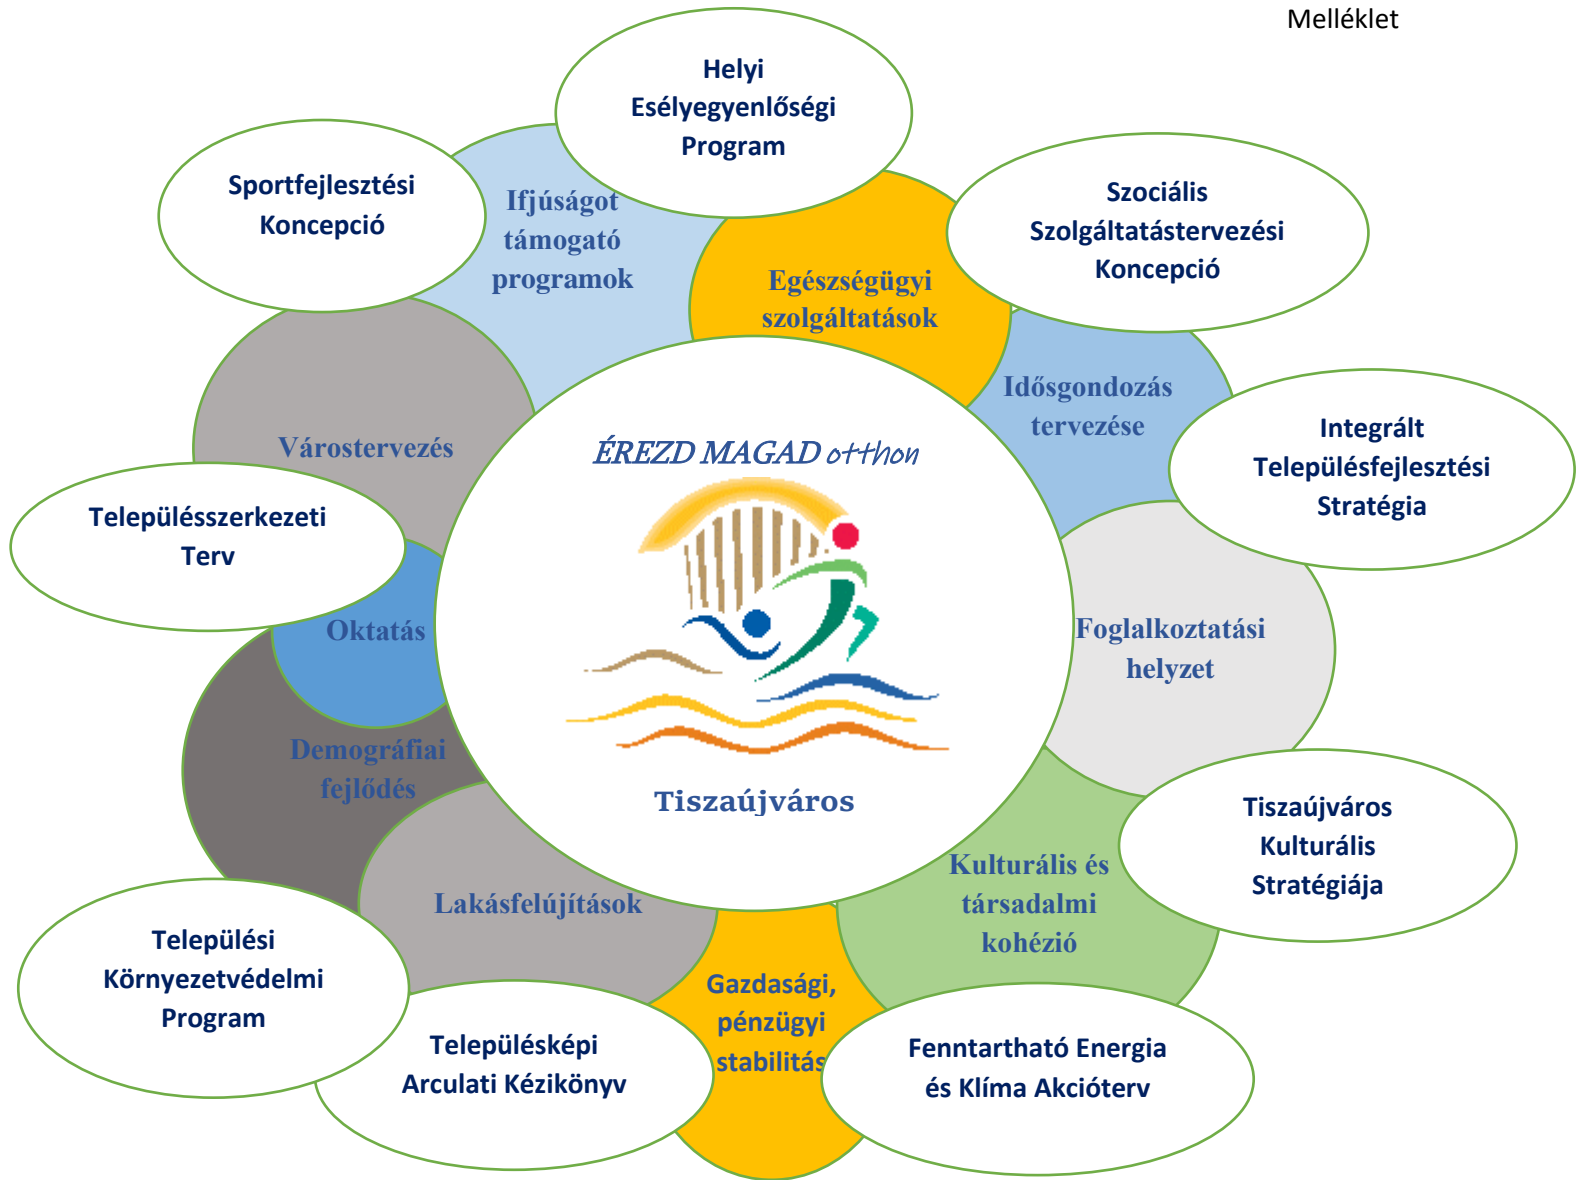 Melléklet
Helyi
Esélyegyenlőségi
Program
Sportfejlesztési
Koncepció
Ifjúságot
támogató
programok
Szociális
Szolgáltatástervezési
Koncepció
Egészségügyi
szolgáltatások
Idősgondozás
tervezése
Integrált
Településfejlesztési
Stratégia
Várostervezés
ÉREZD MAGAD otthon
Településszerkezeti
Terv
Oktatás
Foglalkoztatási
helyzet
Demográfiai
fejlődés
Tiszaújváros
Tiszaújváros
Kulturális
Stratégiája
Kulturális és
társadalmi
kohézió
Lakásfelújítások
Települési
Környezetvédelmi
Program
Gazdasági,
pénzügyi
stabilitás
Településképi
Arculati Kézikönyv
Fenntartható Energia
és Klíma Akcióterv